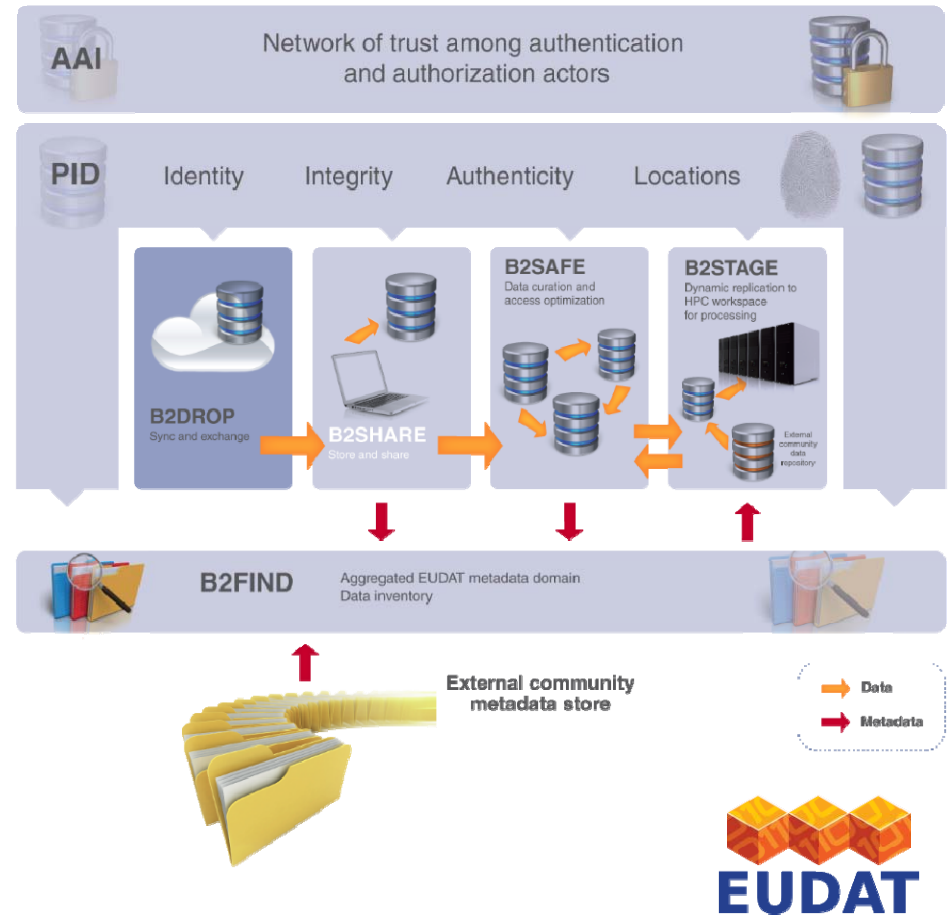 AAI
Network of trust among authentication
and authorization actors
PID
Identity
Integrity
Authenticity
Locations
B2DROP
Sync and exchange
B2SHARE
Store and share
B2SAFE
Data curation and
access optimization
B2STAGE
Dynamic replication to
HPC workspace
for processing
External
community
data
repository
B2FIND
Aggregated EUDAT metadata domain
Data inventory
External community
metadata store
Data
Metadata
EUDAT